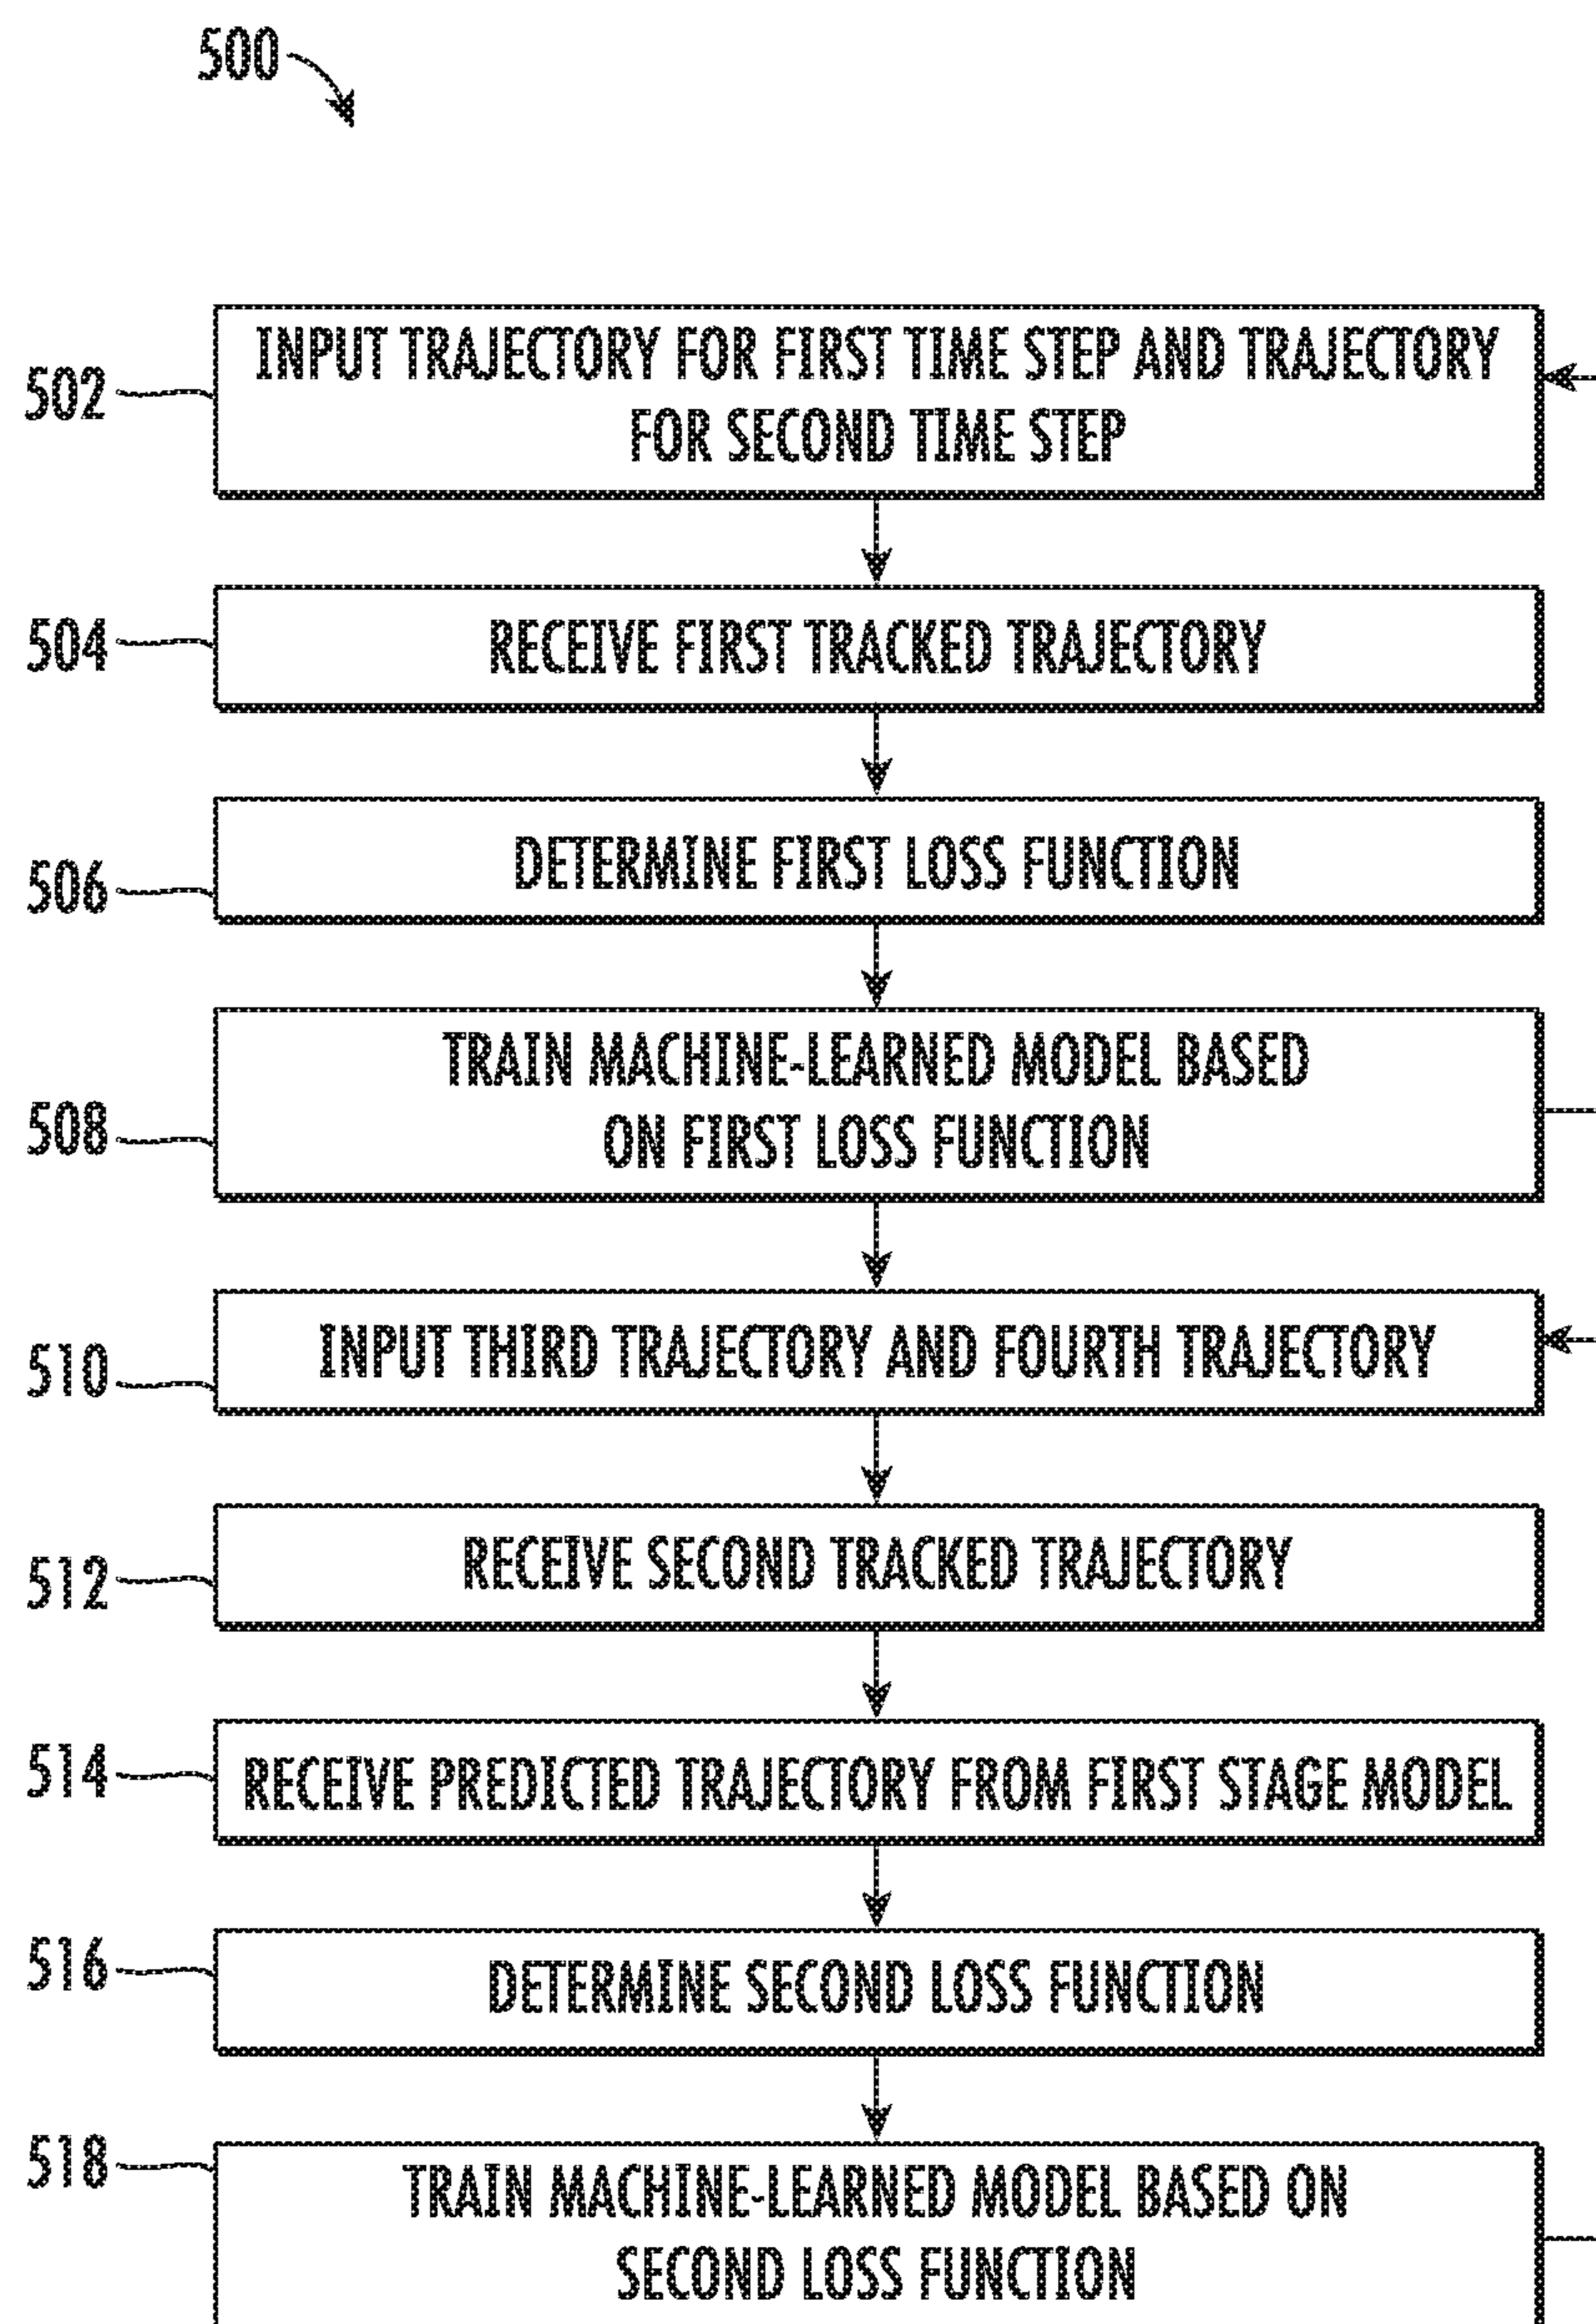 500
502
INPUT TRAJECTORY FOR FIRST TIME STEP AND TRAJECTORY
FOR SECOND TIME STEP
504
RECEIVE FIRST TRACKED TRAJECTORY
506
DETERMINE FIRST LOSS FUNCTION
508
TRAIN MACHINE-LEARNED MODEL BASED
ON FIRST LOSS FUNCTION
510
INPUT THIRD TRAJECTORY AND FOURTH TRAJECTORY
512
RECEIVE SECOND TRACKED TRAJECTORY
514
RECEIVE PREDICTED TRAJECTORY FROM FIRST STAGE MODEL
516
DETERMINE SECOND LOSS FUNCTION
518
TRAIN MACHINE-LEARNED MODEL BASED ON
SECOND LOSS FUNCTION